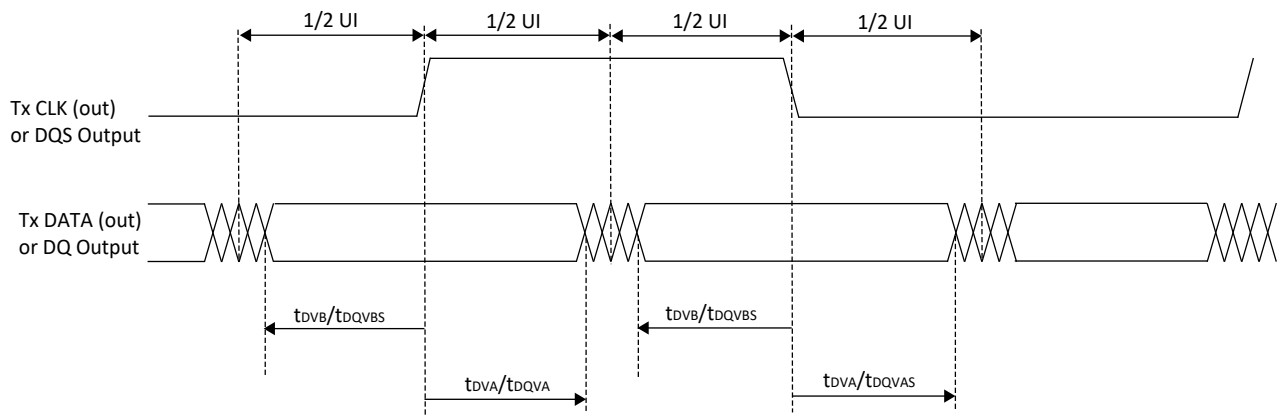 1/2 UI 1/2 UI 1/2 UI 1/2 UI
Tx CLK (out)
or DQS Output
Tx DATA (out)
or DQ Output
tDVB/tDQVBS tDVB/tDQVBS
tDVA/tDQVA tDVA/tDQVAS